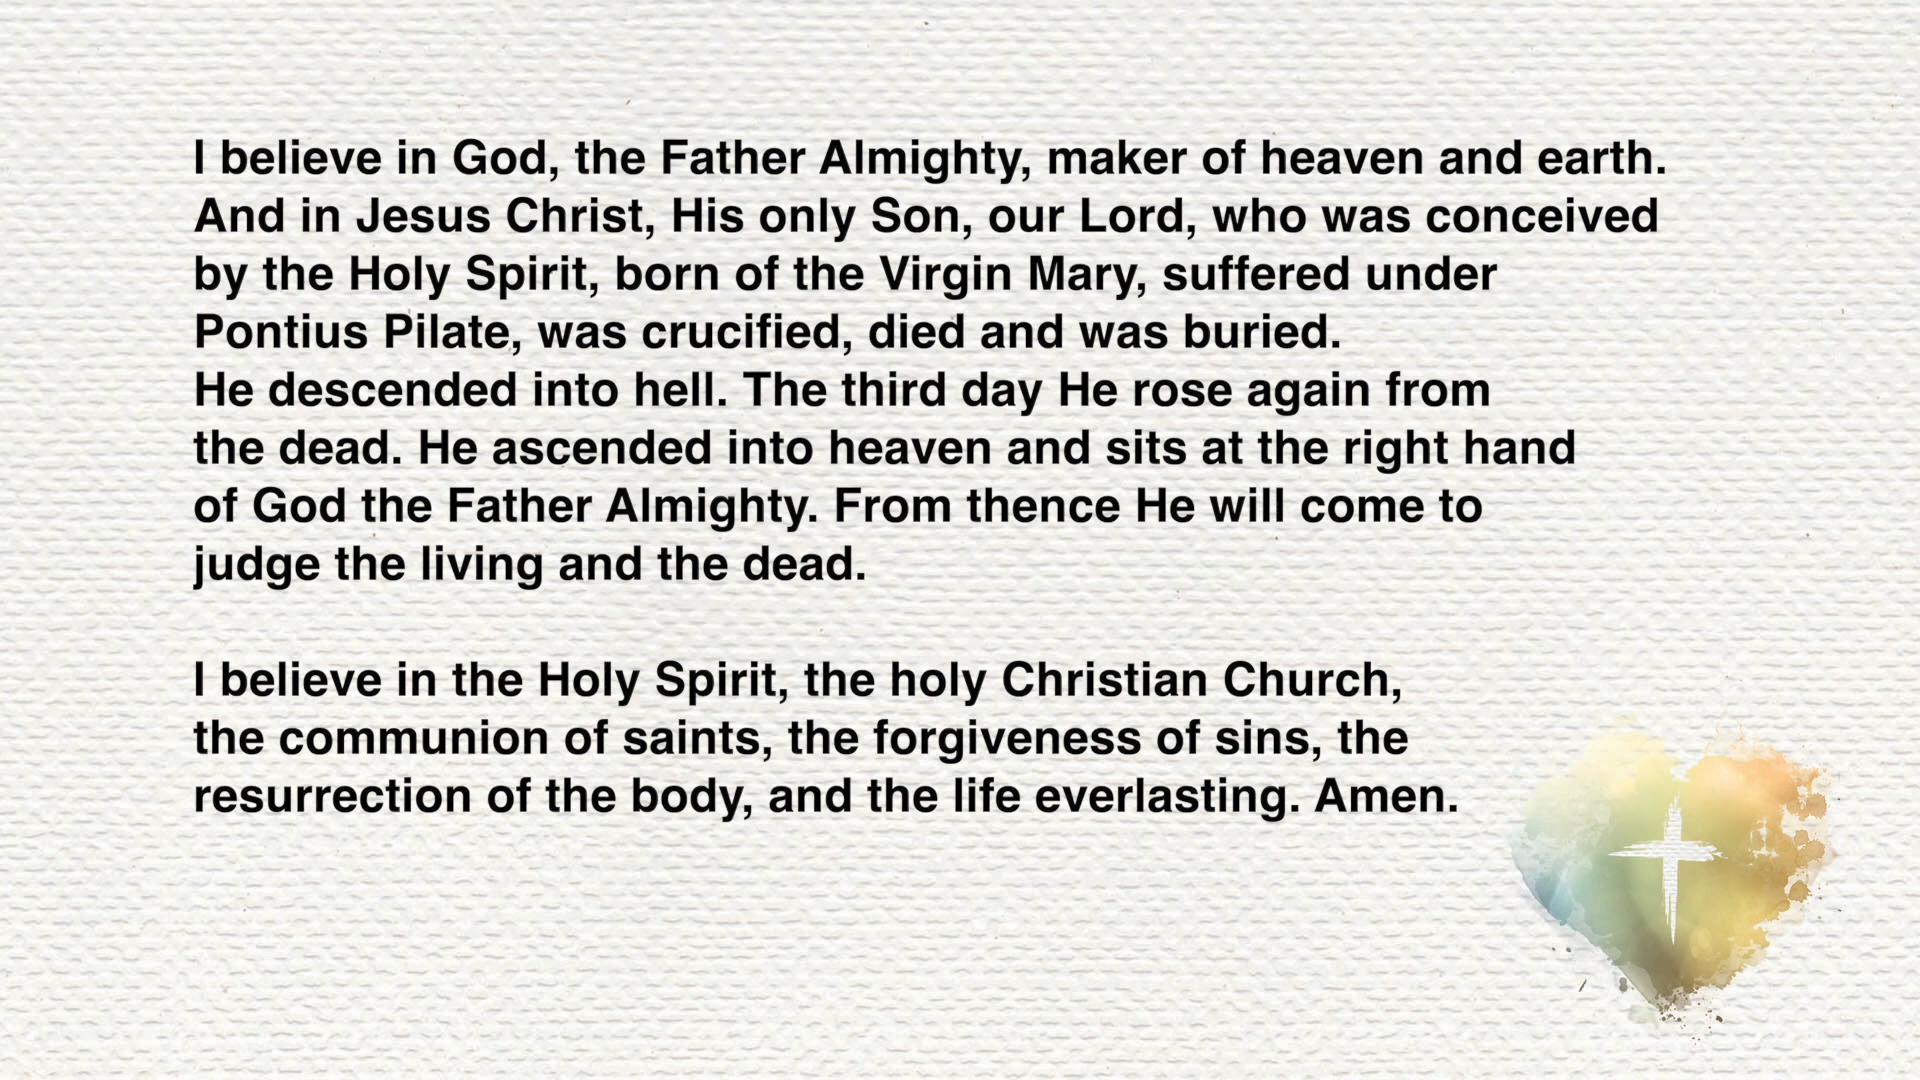 I believe in God, the Father Almighty, maker of heaven and earth.
And in Jesus Christ, His only Son, our Lord, who was conceived
by the Holy Spirit, born of the Virgin Mary, suffered under
Pontius Pilate, was crucified, died and was buried.
He descended into hell. The third day He rose again from
the dead. He ascended into heaven and sits at the right hand
of God the Father Almighty. From thence He will come to
judge the living and the dead.

I believe in the Holy Spirit, the holy Christian Church,
the communion of saints, the forgiveness of sins, the
resurrection of the body, and the life everlasting. Amen.